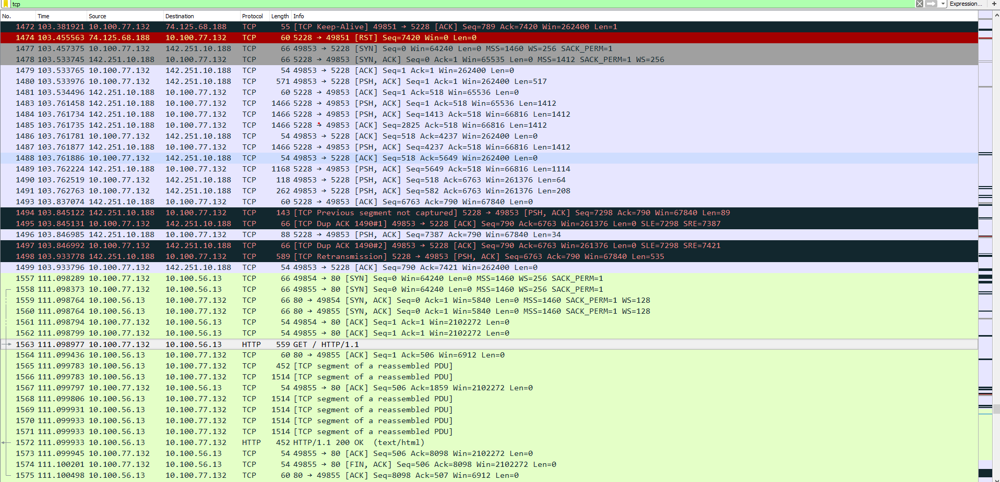 tcp Expression... +
No. Time Source Destination Protocol Length Info
1472 103.381921 10.100.77.132 74.125.68.188 TCP 55 [TCP Keep-Alive] 49851 → 5228 [ACK] Seq=789 Ack=7420 Win=262400 Len=1
1474 103.455563 74.125.68.188 10.100.77.132 TCP 60 5228 → 49851 [RST] Seq=7420 Win=0 Len=0
1477 103.457375 10.100.77.132 142.251.10.188 TCP 66 49853 → 5228 [SYN] Seq=0 Win=64240 Len=0 MSS=1460 WS=256 SACK_PERM=1
1478 103.533745 142.251.10.188 10.100.77.132 TCP 66 5228 → 49853 [SYN, ACK] Seq=0 Ack=1 Win=65535 Len=0 MSS=1412 SACK_PERM=1 WS=256
1479 103.533765 10.100.77.132 142.251.10.188 TCP 54 49853 → 5228 [ACK] Seq=1 Ack=1 Win=262400 Len=0
1480 103.533976 10.100.77.132 142.251.10.188 TCP 571 49853 → 5228 [PSH, ACK] Seq=1 Ack=1 Win=262400 Len=517
1481 103.534496 142.251.10.188 10.100.77.132 TCP 60 5228 → 49853 [ACK] Seq=1 Ack=518 Win=65536 Len=0
1483 103.761458 142.251.10.188 10.100.77.132 TCP 1466 5228 → 49853 [PSH, ACK] Seq=1 Ack=518 Win=65536 Len=1412
1484 103.761734 142.251.10.188 10.100.77.132 TCP 1466 5228 → 49853 [PSH, ACK] Seq=1413 Ack=518 Win=66816 Len=1412
1485 103.761735 142.251.10.188 10.100.77.132 TCP 1466 5228 → 49853 [ACK] Seq=2825 Ack=518 Win=66816 Len=1412
1486 103.761781 10.100.77.132 142.251.10.188 TCP 54 49853 → 5228 [ACK] Seq=518 Ack=4237 Win=262400 Len=0
1487 103.761877 142.251.10.188 10.100.77.132 TCP 1466 5228 → 49853 [PSH, ACK] Seq=4237 Ack=518 Win=66816 Len=1412
1488 103.761886 10.100.77.132 142.251.10.188 TCP 54 49853 → 5228 [ACK] Seq=518 Ack=5649 Win=262400 Len=0
1489 103.762224 142.251.10.188 10.100.77.132 TCP 1168 5228 → 49853 [PSH, ACK] Seq=5649 Ack=518 Win=66816 Len=1114
1490 103.762519 10.100.77.132 142.251.10.188 TCP 118 49853 → 5228 [PSH, ACK] Seq=518 Ack=6763 Win=261376 Len=64
1491 103.762763 10.100.77.132 142.251.10.188 TCP 262 49853 → 5228 [PSH, ACK] Seq=582 Ack=6763 Win=261376 Len=208
1493 103.837074 142.251.10.188 10.100.77.132 TCP 60 5228 → 49853 [ACK] Seq=6763 Ack=790 Win=67840 Len=0
1494 103.845122 142.251.10.188 10.100.77.132 TCP 143 [TCP Previous segment not captured] 5228 → 49853 [PSH, ACK] Seq=7298 Ack=790 Win=67840 Len=89
1495 103.845131 10.100.77.132 142.251.10.188 TCP 66 [TCP Dup ACK 1490#1] 49853 → 5228 [ACK] Seq=790 Ack=6763 Win=261376 Len=0 SLE=7298 SRE=7387
1496 103.846985 142.251.10.188 10.100.77.132 TCP 88 5228 → 49853 [PSH, ACK] Seq=7387 Ack=790 Win=67840 Len=34
1497 103.846992 10.100.77.132 142.251.10.188 TCP 66 [TCP Dup ACK 1490#2] 49853 → 5228 [ACK] Seq=790 Ack=6763 Win=261376 Len=0 SLE=7298 SRE=7421
1498 103.933778 142.251.10.188 10.100.77.132 TCP 589 [TCP Retransmission] 5228 → 49853 [PSH, ACK] Seq=6763 Ack=790 Win=67840 Len=535
1499 103.933796 10.100.77.132 142.251.10.188 TCP 54 49853 → 5228 [ACK] Seq=790 Ack=7421 Win=262400 Len=0
1557 111.098289 10.100.77.132 10.100.56.13 TCP 66 49854 → 80 [SYN] Seq=0 Win=64240 Len=0 MSS=1460 WS=256 SACK_PERM=1
1558 111.098373 10.100.77.132 10.100.56.13 TCP 66 49855 → 80 [SYN] Seq=0 Win=64240 Len=0 MSS=1460 WS=256 SACK_PERM=1
1559 111.098764 10.100.56.13 10.100.77.132 TCP 66 80 → 49854 [SYN, ACK] Seq=0 Ack=1 Win=5840 Len=0 MSS=1460 SACK_PERM=1 WS=128
1560 111.098764 10.100.56.13 10.100.77.132 TCP 66 80 → 49855 [SYN, ACK] Seq=0 Ack=1 Win=5840 Len=0 MSS=1460 SACK_PERM=1 WS=128
1561 111.098794 10.100.77.132 10.100.56.13 TCP 54 49854 → 80 [ACK] Seq=1 Ack=1 Win=2102272 Len=0
1562 111.098799 10.100.77.132 10.100.56.13 TCP 54 49855 → 80 [ACK] Seq=1 Ack=1 Win=2102272 Len=0
1563 111.098977 10.100.77.132 10.100.56.13 HTTP 559 GET / HTTP/1.1
1564 111.099436 10.100.56.13 10.100.77.132 TCP 60 80 → 49855 [ACK] Seq=1 Ack=506 Win=6912 Len=0
1565 111.099783 10.100.56.13 10.100.77.132 TCP 452 [TCP segment of a reassembled PDU]
1566 111.099783 10.100.56.13 10.100.77.132 TCP 1514 [TCP segment of a reassembled PDU]
1567 111.099797 10.100.77.132 10.100.56.13 TCP 54 49855 → 80 [ACK] Seq=506 Ack=1859 Win=2102272 Len=0
1568 111.099806 10.100.56.13 10.100.77.132 TCP 1514 [TCP segment of a reassembled PDU]
1569 111.099931 10.100.56.13 10.100.77.132 TCP 1514 [TCP segment of a reassembled PDU]
1570 111.099933 10.100.56.13 10.100.77.132 TCP 1514 [TCP segment of a reassembled PDU]
1571 111.099933 10.100.56.13 10.100.77.132 TCP 1514 [TCP segment of a reassembled PDU]
1572 111.099933 10.100.56.13 10.100.77.132 HTTP 452 HTTP/1.1 200 OK (text/html)
1573 111.099945 10.100.77.132 10.100.56.13 TCP 54 49855 → 80 [ACK] Seq=506 Ack=8098 Win=2102272 Len=0
1574 111.100201 10.100.77.132 10.100.56.13 TCP 54 49855 → 80 [FIN, ACK] Seq=506 Ack=8098 Win=2102272 Len=0
1575 111.100498 10.100.56.13 10.100.77.132 TCP 60 80 → 49855 [ACK] Seq=8098 Ack=507 Win=6912 Len=0